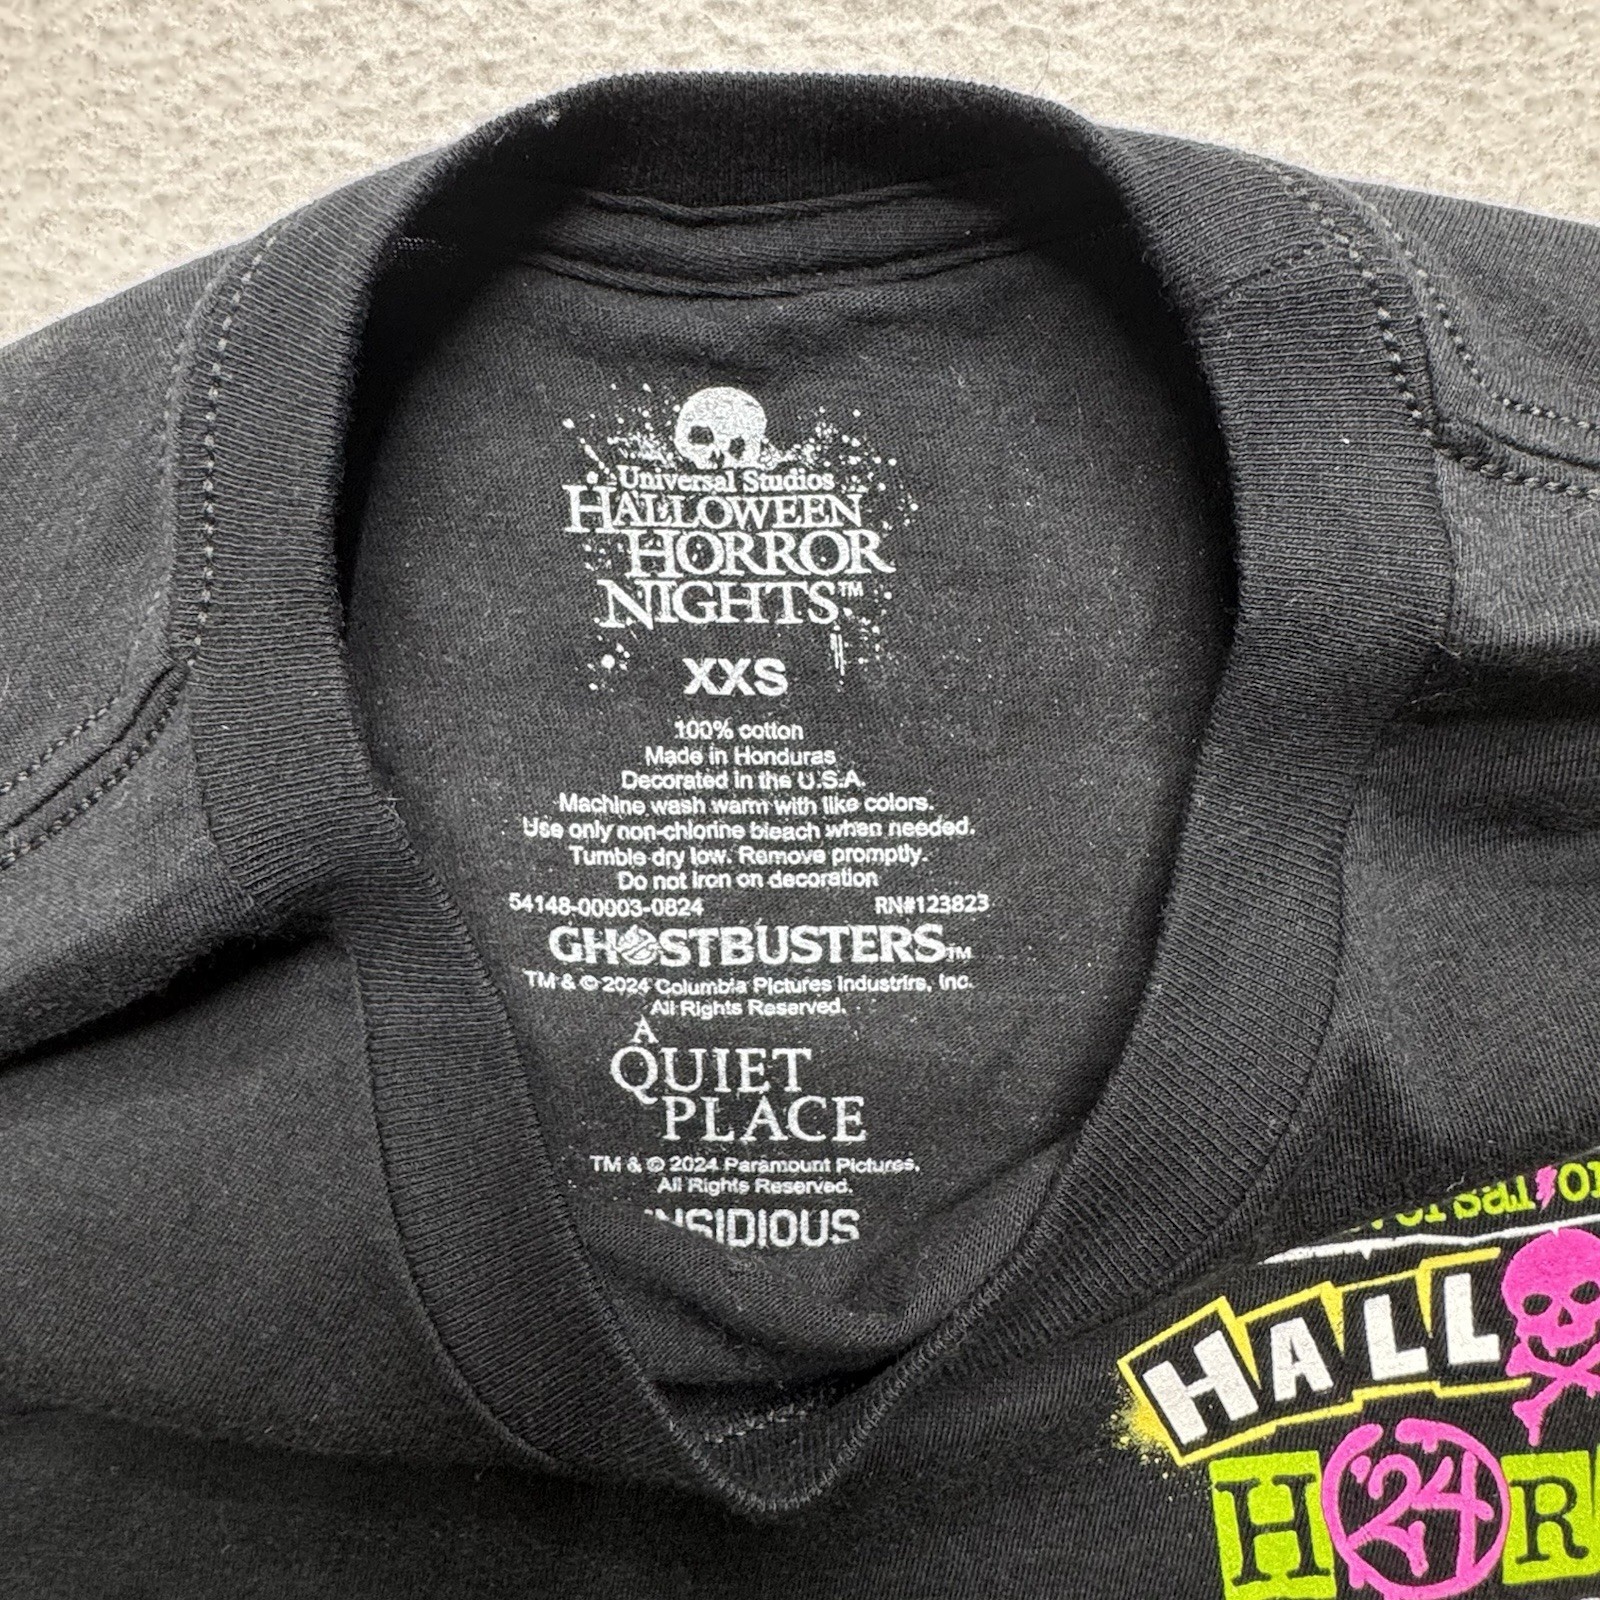 Universal Studios
HALLOWEEN
HORROR
NIGHTS™
XXS
100% cotton
Made in Honduras
Decorated in the U.S.A.
Machine wash warm with like colors.
Use only non-chlorine bleach when needed.
Tumble dry low. Remove promptly.
Do not iron on decoration
54148-00003-0824 RN#123823
GHOSTBUSTERS™
TM & © 2024 Columbia Pictures Industrirs, Inc.
All Rights Reserved.
A
QUIET
PLACE
TM & © 2024 Paramount Pictures.
All Rights Reserved.
INSIDIOUS
HALL
H '24 R